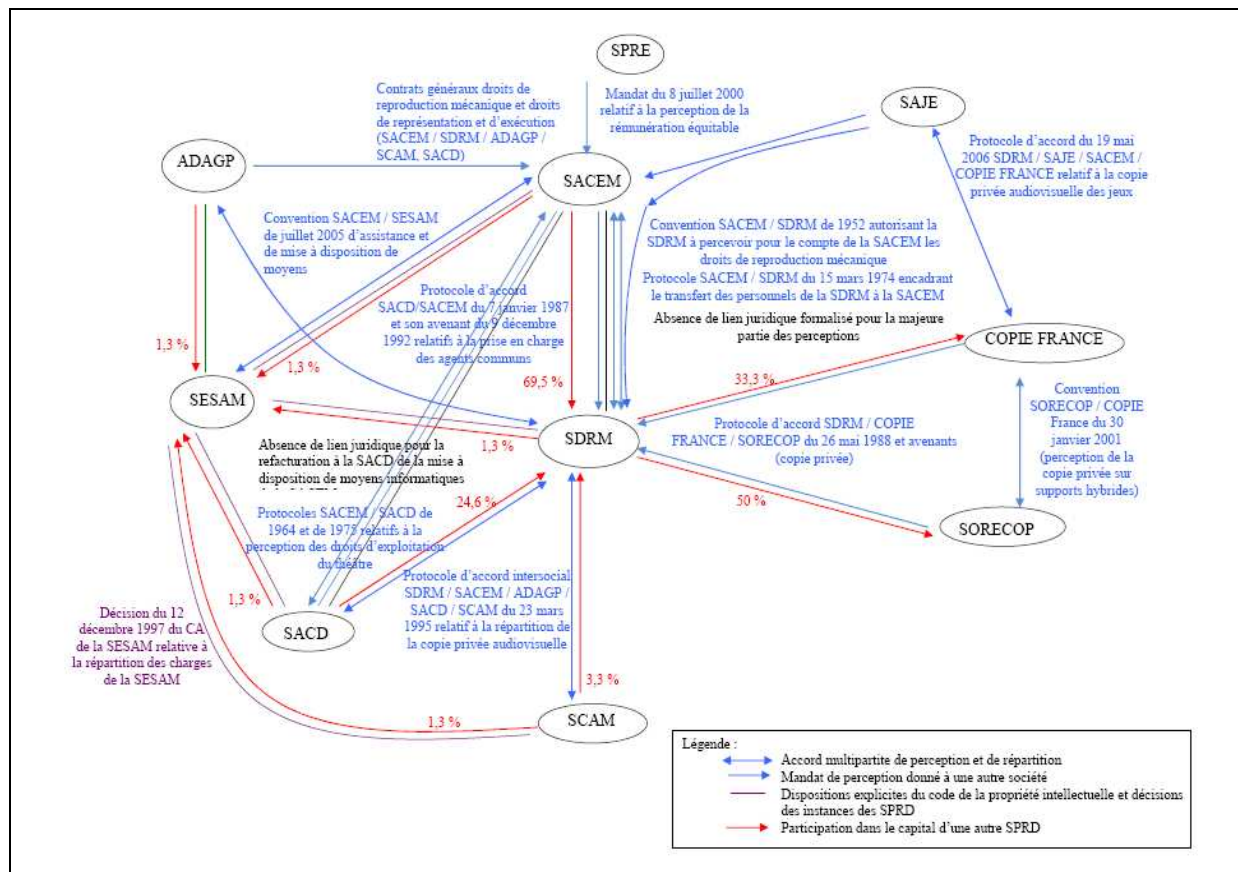 SPRE
Contrats généraux droits de
reproduction mécanique et droits
de représentation et d'exécution
(SACEM / SDRM / ADAGP /
SCAM, SACD)
Mandat du 8 juillet 2000
relatif à la perception de la
rémunération équitable
SAJE
Protocole d'accord du 19 mai
2006 SDRM / SAJE / SACEM /
COPIE FRANCE relatif à la copie
privée audiovisuelle des jeux
ADAGP
SACEM
Convention SACEM / SESAM
de juillet 2005 d'assistance et
de mise à disposition de
moyens
Convention SACEM / SDRM de 1952 autorisant la
SDRM à percevoir pour le compte de la SACEM les
droits de reproduction mécanique
Protocole SACEM / SDRM du 15 mars 1974 encadrant
le transfert des personnels de la SDRM à la SACEM
Absence de lien juridique formalisé pour la majeure
partie des perceptions
Protocole d'accord
SACD/SACEM du 7 janvier 1987
et son avenant du 9 décembre
1992 relatifs à la prise en charge
des agents communs
COPIE FRANCE
1,3 %
1,3 %
69,5 %
33,3 %
SESAM
SDRM
1,3 %
Convention
SORECOP / COPIE
France du 30
janvier 2001
(perception de la
copie privée sur
supports hybrides)
Protocole d'accord SDRM / COPIE
FRANCE / SORECOP du 26 mai 1988 et avenants
(copie privée)
Absence de lien juridique pour la
refacturation à la SACD de la mise à
disposition de moyens informatiques
24,6 %
50 %
SORECOP
Protocoles SACEM / SACD de
1964 et de 1975 relatifs à la
perception des droits d'exploitation
du théâtre
Protocole d'accord intersocial
SDRM / SACEM / ADAGP /
SACD / SCAM du 23 mars
1995 relatif à la répartition de
la copie privée audiovisuelle
1,3 %
SACD
Décision du 12
décembre 1997 du CA
de la SESAM relative à
la répartition des charges
de la SESAM
3,3 %
1,3 %
SCAM
Légende :
Accord multipartite de perception et de répartition
Mandat de perception donné à une autre société
Dispositions explicites du code de la propriété intellectuelle et décisions
des instances des SPRD
Participation dans le capital d'une autre SPRD